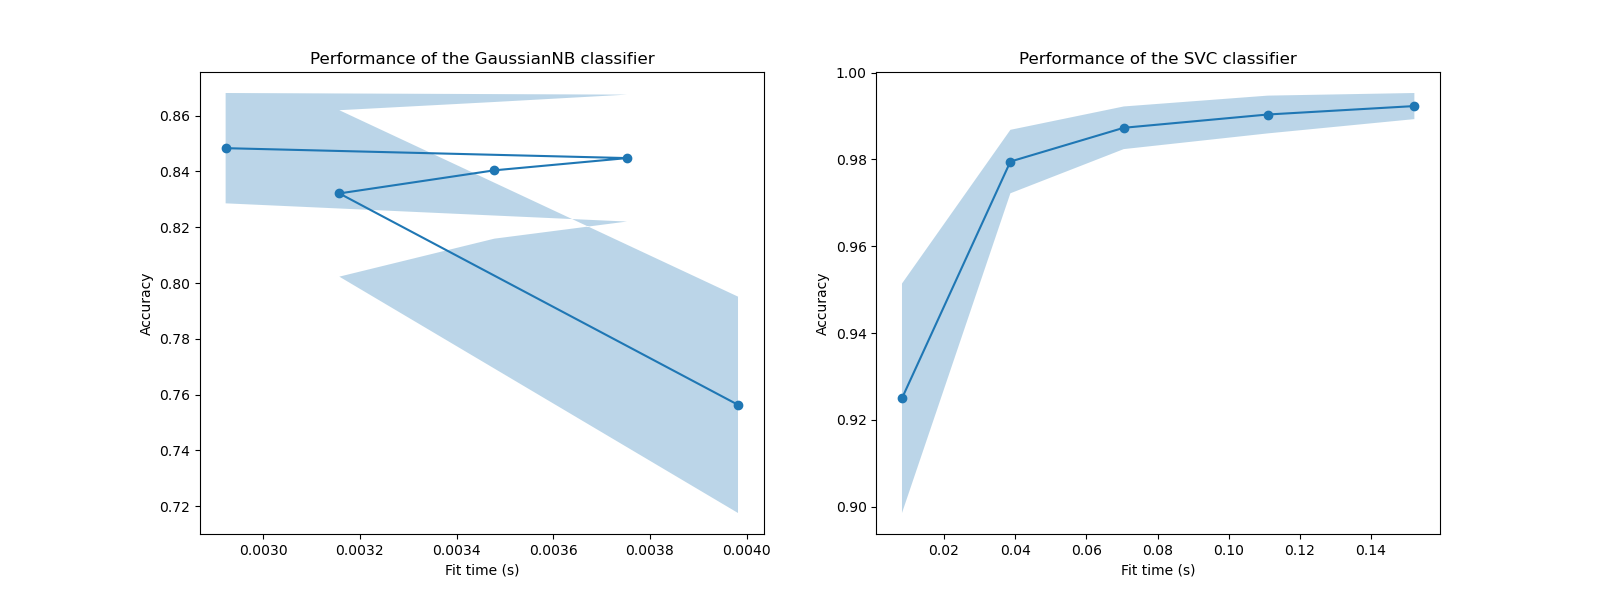 Performance of the GaussianNB classifier
Accuracy
0.86
0.84
0.82
0.80
0.78
0.76
0.74
0.72
0.0030 0.0032 0.0034 0.0036 0.0038 0.0040
Fit time (s)
Performance of the SVC classifier
Accuracy
1.00
0.98
0.96
0.94
0.92
0.90
0.02 0.04 0.06 0.08 0.10 0.12 0.14
Fit time (s)